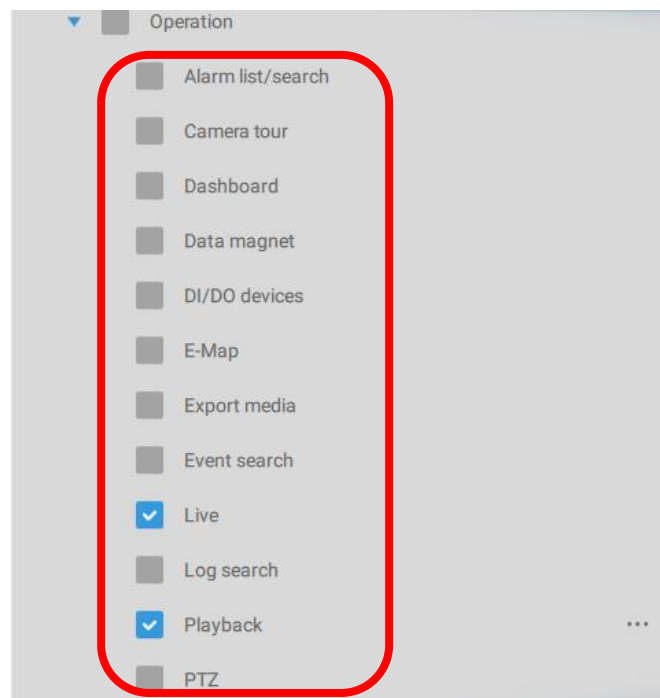 Operation
Alarm list/search
Camera tour
Dashboard
Data magnet
DI/DO devices
E-Map
Export media
Event search
Live
Log search
Playback
PTZ